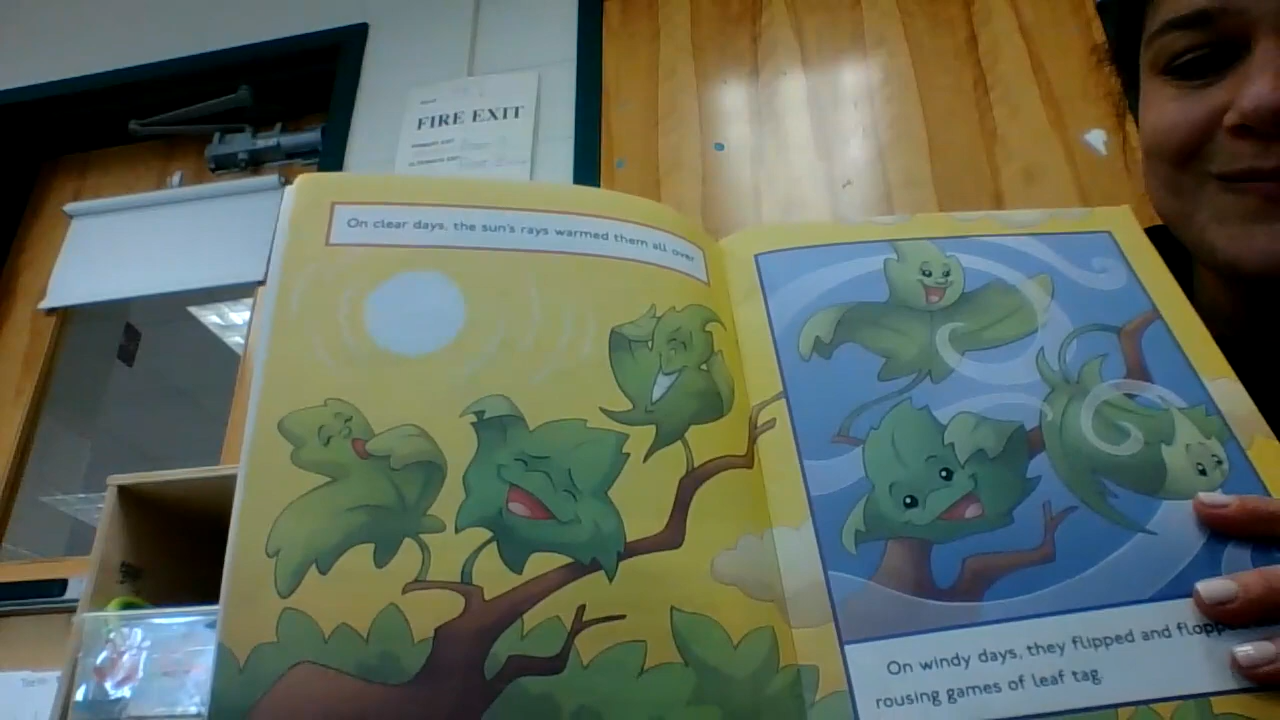 FIRE EXIT
On clear days, the sun's rays warmed them all over
On windy days, they flipped and
rousing games of leaf tag.